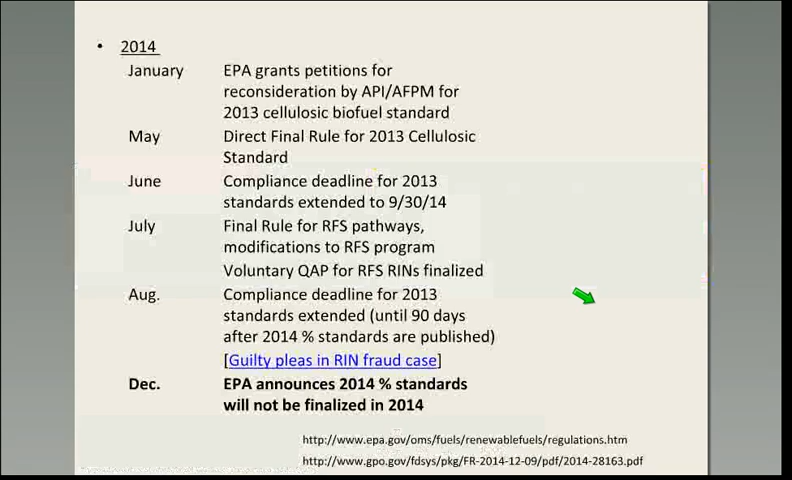 • 2014
January EPA grants petitions for
reconsideration by API/AFPM for
2013 cellulosic biofuel standard
May Direct Final Rule for 2013 Cellulosic
Standard
June Compliance deadline for 2013
standards extended to 9/30/14
July Final Rule for RFS pathways,
modifications to RFS program
Voluntary QAP for RFS RINs finalized
Aug. Compliance deadline for 2013
standards extended (until 90 days
after 2014 % standards are published)
[Guilty pleas in RIN fraud case]
Dec. EPA announces 2014 % standards
will not be finalized in 2014
http://www.epa.gov/oms/fuels/renewablefuels/regulations.htm
http://www.gpo.gov/fdsys/pkg/FR-2014-12-09/pdf/2014-28163.pdf